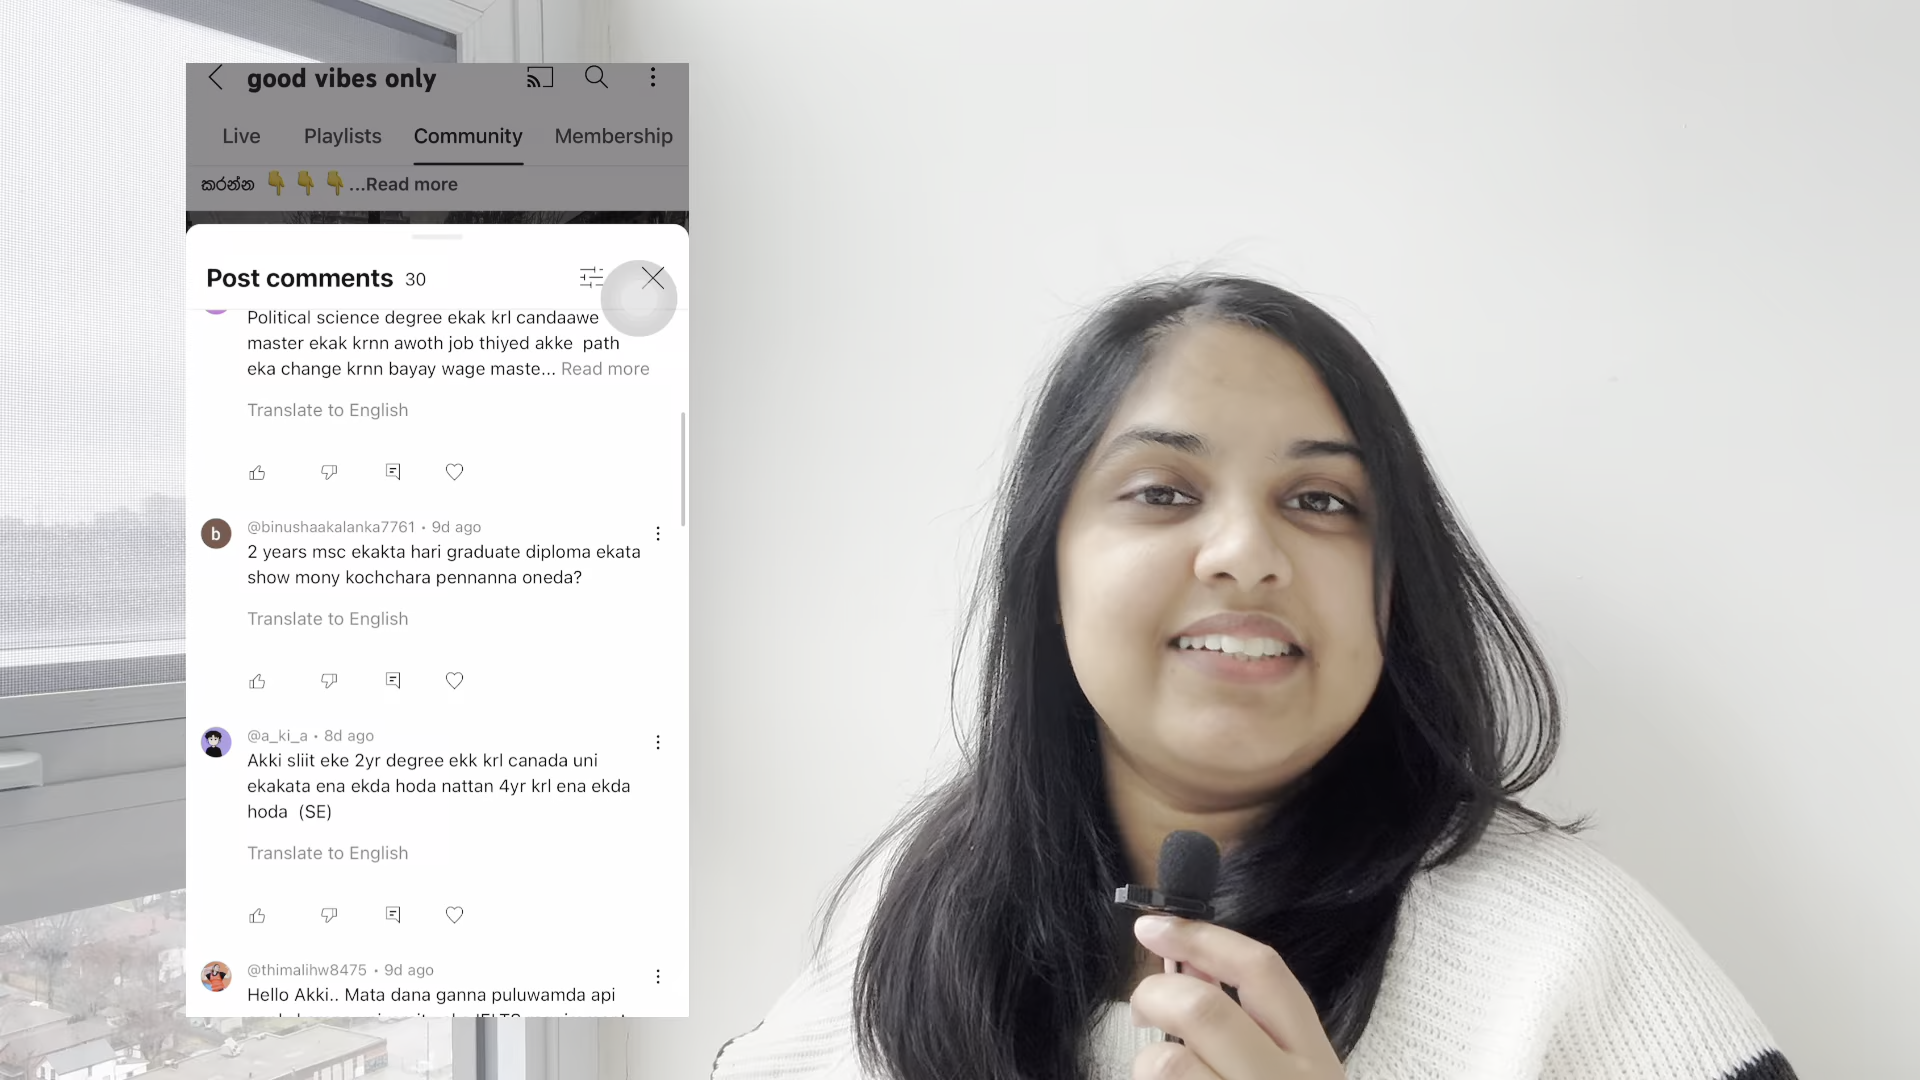 good vibes only
Live Playlists Community Membership
කරන්න 👇 👇 👇 ...Read more
Post comments 30
Political science degree ekak krl candaawe
master ekak krnn awoth job thiyed akke path
eka change krnn bayay wage maste... Read more
Translate to English
b
@binushaakalanka7761 • 9d ago
2 years msc ekakta hari graduate diploma ekata
show mony kochchara pennanna oneda?
Translate to English
@a_ki_a • 8d ago
Akki sliit eke 2yr degree ekk krl canada uni
ekakata ena ekda hoda nattan 4yr krl ena ekda
hoda (SE)
Translate to English
@thimalihw8475 • 9d ago
Hello Akki.. Mata dana ganna puluwamda api